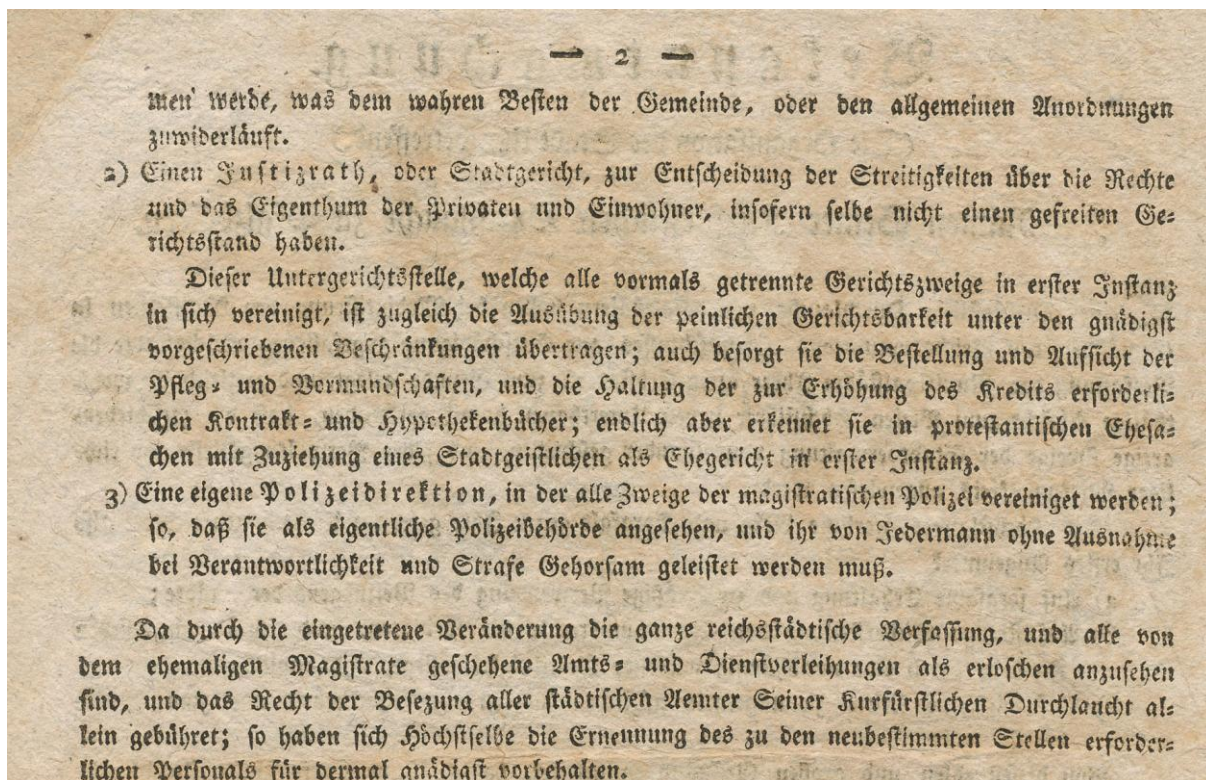 — 2 —
men werde, was dem wahren Besten der Gemeinde, oder den allgemeinen Anordnungen
zuwiderläuft.
2) Einen Justizrath, oder Stadtgericht, zur Entscheidung der Streitigkeiten über die Rechte
und das Eigenthum der Privaten und Einwohner, insofern selbe nicht einen gefreiten Ge-
richtsstand haben.
Dieser Untergerichtsstelle, welche alle vormals getrennte Gerichtszweige in erster Instanz
in sich vereinigt, ist zugleich die Ausübung der peinlichen Gerichtsbarkeit unter den gnädigst
vorgeschriebenen Beschränkungen übertragen; auch besorgt sie die Bestellung und Aufsicht der
Pfleg- und Vormundschaften, und die Haltung der zur Erhöhung des Kredits erforderli-
chen Kontrakt- und Hypothekenbücher; endlich aber erkennet sie in protestantischen Ehesa-
chen mit Zuziehung eines Stadtgeistlichen als Ehegericht in erster Instanz.
3) Eine eigene Polizeidirektion, in der alle Zweige der magistratischen Polizei vereiniget werden;
so, daß sie als eigentliche Polizeibehörde angesehen, und ihr von Jedermann ohne Ausnahme
bei Verantwortlichkeit und Strafe Gehorsam geleistet werden muß.
Da durch die eingetretene Veränderung die ganze reichsstädtische Verfassung, und alle von
dem ehemaligen Magistrate geschehene Amts- und Dienstverleihungen als erloschen anzusehen
sind, und das Recht der Besezung aller städtischen Aemter Seiner Kurfürstlichen Durchlaucht al-
lein gebühret; so haben sich Höchstselbe die Ernennung des zu den neubestimmten Stellen erforder-
lichen Personals für dermal gnädigst vorbehalten.